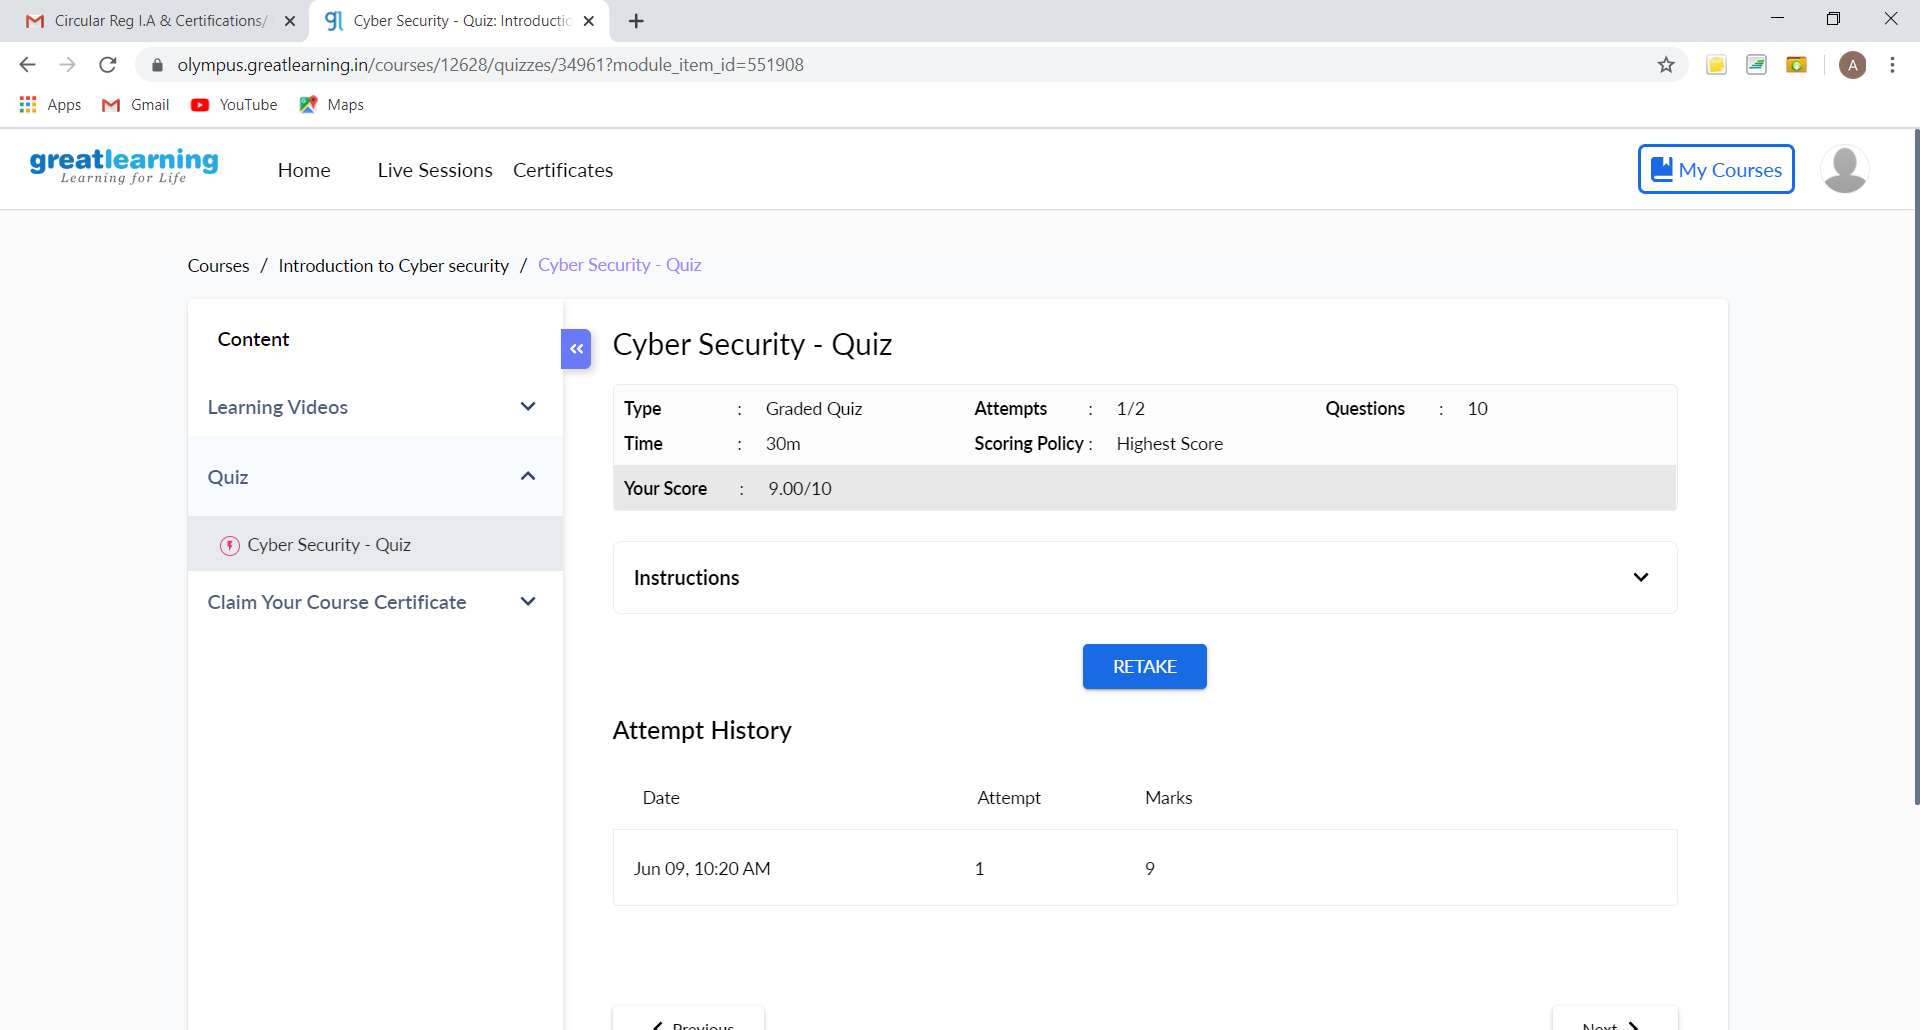 Circular Reg I.A & Certifications/
Cyber Security - Quiz: Introductio
olympus.greatlearning.in/courses/12628/quizzes/34961?module_item_id=551908
A
Apps Gmail YouTube Maps
greatlearning
Learning for Life
Home Live Sessions Certificates
My Courses
Courses / Introduction to Cyber security / Cyber Security - Quiz
Content
Learning Videos
Quiz
Cyber Security - Quiz
Claim Your Course Certificate
Cyber Security - Quiz
Type : Graded Quiz Attempts : 1/2 Questions : 10
Time : 30m Scoring Policy : Highest Score
Your Score : 9.00/10
Instructions
RETAKE
Attempt History
Date Attempt Marks
Jun 09, 10:20 AM 1 9
Previous Next